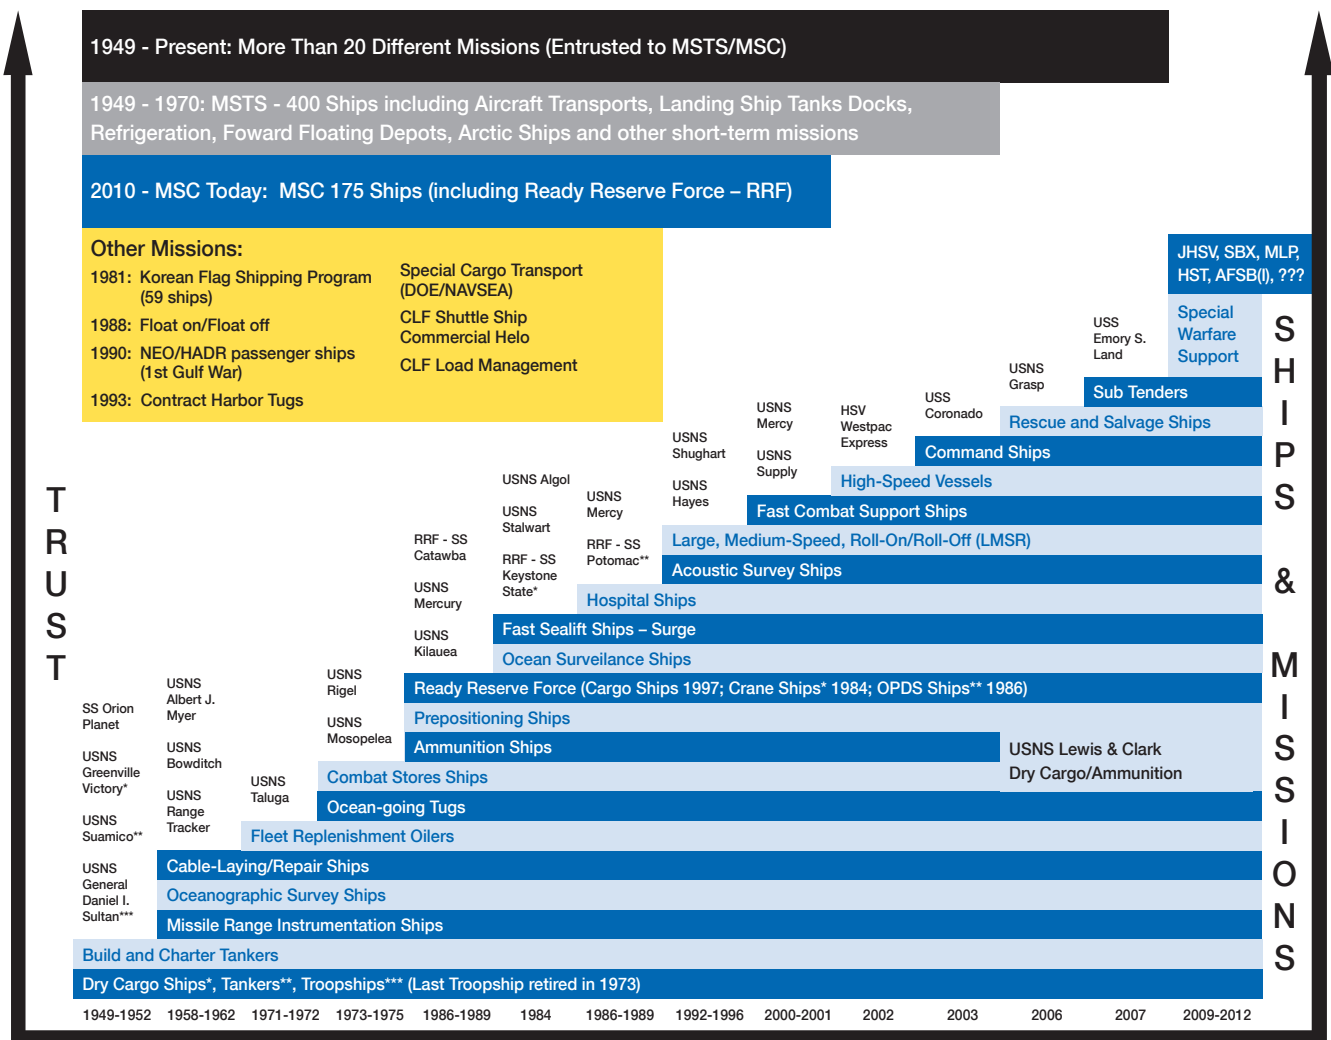 1949 - Present: More Than 20 Different Missions (Entrusted to MSTS/MSC)
1949 - 1970: MSTS - 400 Ships including Aircraft Transports, Landing Ship Tanks Docks,
Refrigeration, Foward Floating Depots, Arctic Ships and other short-term missions
2010 - MSC Today: MSC 175 Ships (including Ready Reserve Force – RRF)
Other Missions:
1981: Korean Flag Shipping Program
(59 ships)
1988: Float on/Float off
1990: NEO/HADR passenger ships
(1st Gulf War)
1993: Contract Harbor Tugs
Special Cargo Transport
(DOE/NAVSEA)
CLF Shuttle Ship
Commercial Helo
CLF Load Management
JHSV, SBX, MLP,
HST, AFSB(I), ???
Special
Warfare
Support
USS
Emory S.
Land
Sub Tenders
USNS
Grasp
Rescue and Salvage Ships
USS
Coronado
Command Ships
HSV
Westpac
Express
High-Speed Vessels
USNS
Mercy
USNS
Supply
Fast Combat Support Ships
USNS
Shughart
USNS
Hayes
Large, Medium-Speed, Roll-On/Roll-Off (LMSR)
Acoustic Survey Ships
USNS
Mercy
RRF - SS
Potomac**
Hospital Ships
USNS Algol
USNS
Stalwart
RRF - SS
Keystone
State*
Fast Sealift Ships – Surge
Ocean Surveilance Ships
RRF - SS
Catawba
USNS
Mercury
USNS
Kilauea
Ready Reserve Force (Cargo Ships 1997; Crane Ships* 1984; OPDS Ships** 1986)
Prepositioning Ships
Ammunition Ships
USNS Lewis & Clark
Dry Cargo/Ammunition
USNS
Rigel
USNS
Mosopelea
Combat Stores Ships
Ocean-going Tugs
USNS
Taluga
Fleet Replenishment Oilers
USNS
Albert J.
Myer
USNS
Bowditch
USNS
Range
Tracker
Cable-Laying/Repair Ships
Oceanographic Survey Ships
Missile Range Instrumentation Ships
SS Orion
Planet
USNS
Greenville
Victory*
USNS
Suamico**
USNS
General
Daniel I.
Sultan***
Build and Charter Tankers
Dry Cargo Ships*, Tankers**, Troopships*** (Last Troopship retired in 1973)
1949-1952 1958-1962 1971-1972 1973-1975 1986-1989 1984 1986-1989 1992-1996 2000-2001 2002 2003 2006 2007 2009-2012
TRUST
SHIPS & MISSIONS